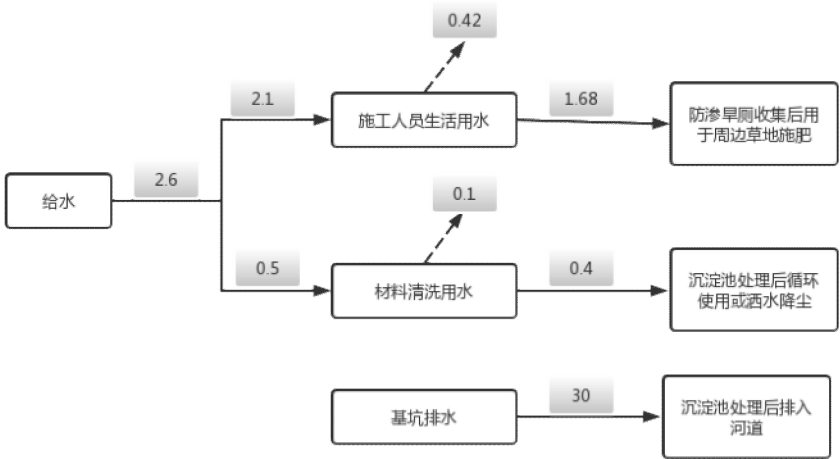 0.42
2.1
施工人员生活用水
1.68
防渗旱厕收集后用
于周边草地施肥
给水
2.6
0.1
0.5
材料清洗用水
0.4
沉淀池处理后循环
使用或洒水降尘
基坑排水
30
沉淀池处理后排入
河道